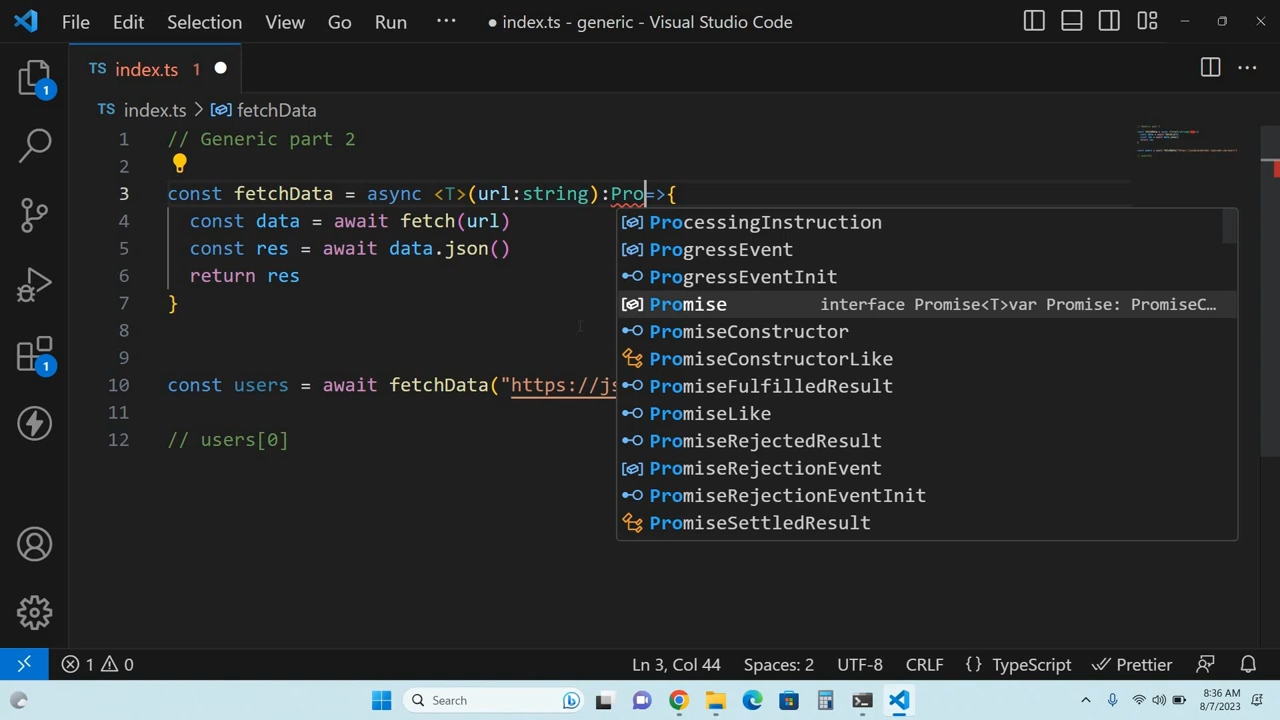 File Edit Selection View Go Run ··· ● index.ts - generic - Visual Studio Code
TS index.ts 1 ●
TS index.ts > fetchData
1 // Generic part 2
2
3 const fetchData = async <T>(url:string):Pro=>{
4 const data = await fetch(url)
5 const res = await data.json()
6 return res
7 }
8
9
10 const users = await fetchData("https://js
11
12 // users[0]
ProcessingInstruction
ProgressEvent
ProgressEventInit
Promise interface Promise<T>var Promise: PromiseC...
PromiseConstructor
PromiseConstructorLike
PromiseFulfilledResult
PromiseLike
PromiseRejectedResult
PromiseRejectionEvent
PromiseRejectionEventInit
PromiseSettledResult
1
1
1 0 Ln 3, Col 44 Spaces: 2 UTF-8 CRLF {} TypeScript Prettier
Search
8:36 AM
8/7/2023